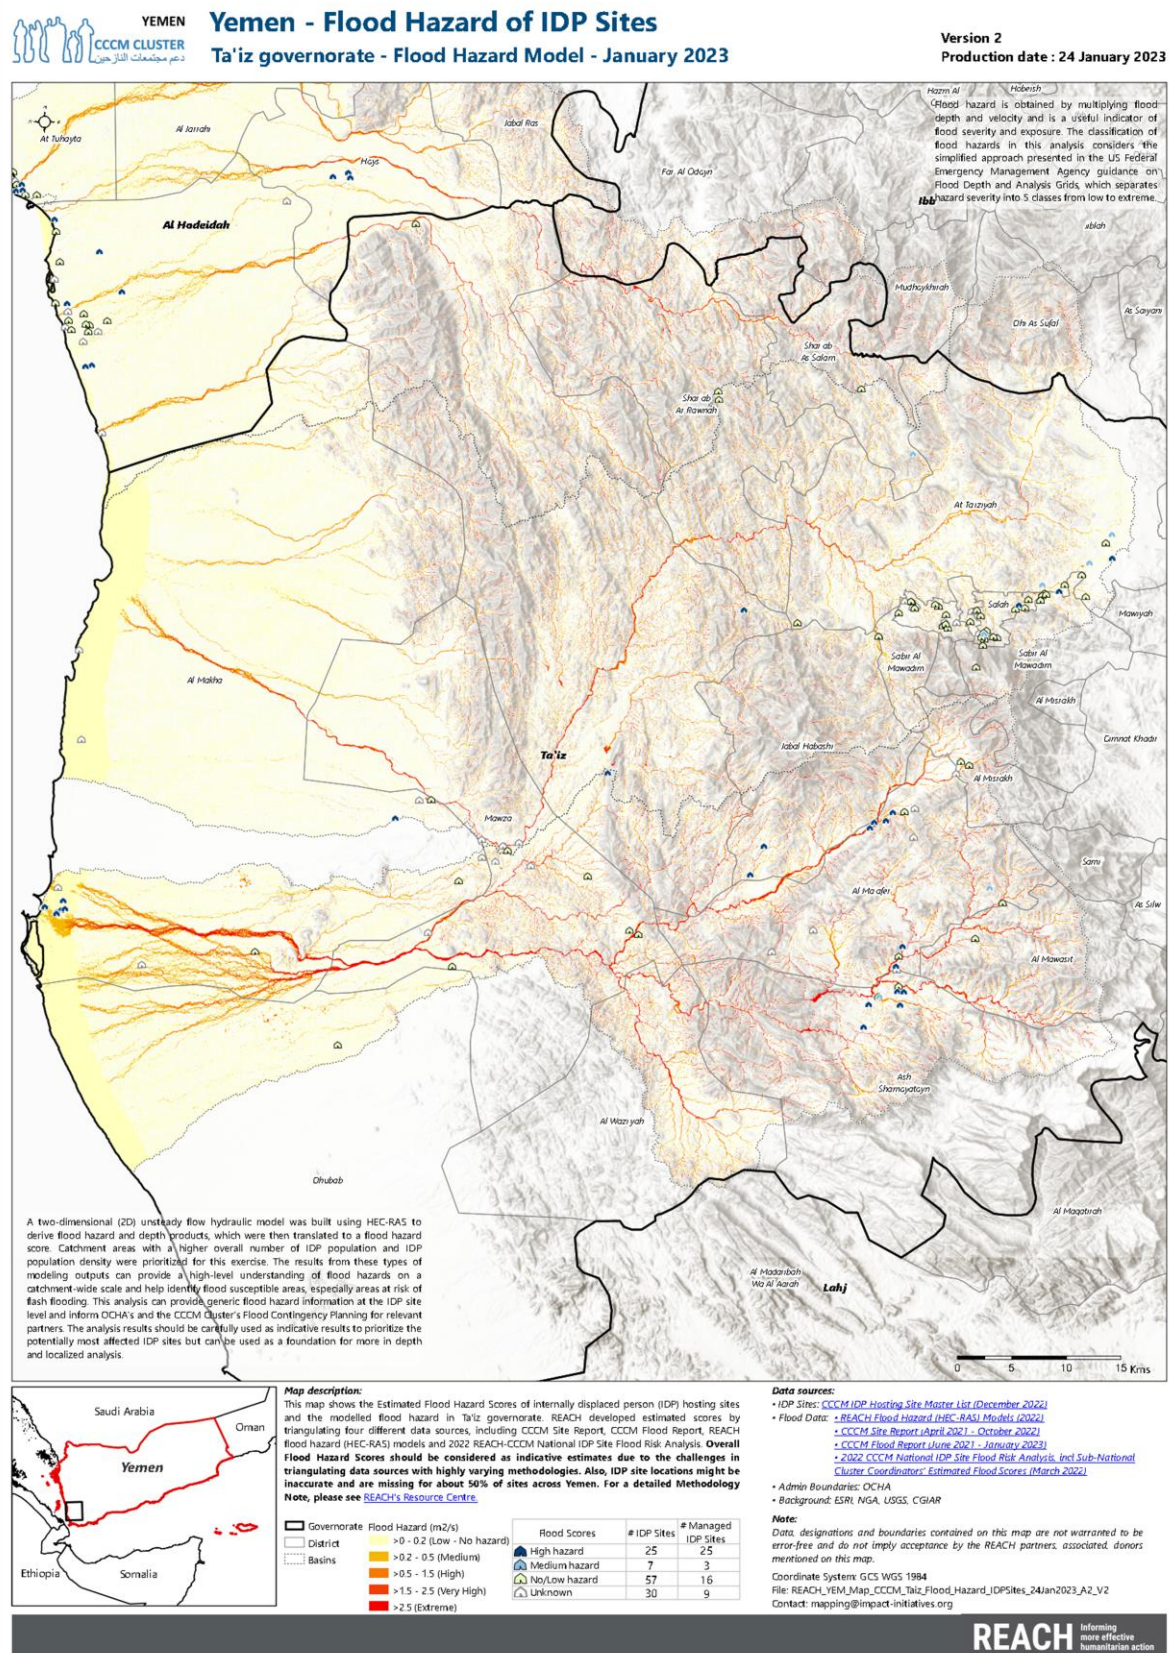 YEMEN
CCCM CLUSTER
دعم مجتمعات النازحين
Yemen - Flood Hazard of IDP Sites
Ta'iz governorate - Flood Hazard Model - January 2023
Version 2
Production date : 24 January 2023
Flood hazard is obtained by multiplying flood
depth and velocity and is a useful indicator of
flood severity and exposure. The classification of
flood hazards in this analysis considers the
simplified approach presented in the US Federal
Emergency Management Agency guidance on
Flood Depth and Analysis Grids, which separates
hazard severity into 5 classes from low to extreme.
Hazm Al
Hobeish
At Tuhayta
Al Jarrahi
Jabal Ras
Hays
Far Al Odayn
Ibb
Al Hodeidah
Jiblah
Mudhaykhirah
As Saiyani
Dhi As Sufal
Shar ab
As Salam
Shar ab
Ar Rawnah
At Taiziyah
Salah
Mawiyah
Sabir Al
Mawadim
Sabir Al
Mawadim
Al Makha
Al Misrakh
Dimnat Khadir
Jabal Habashi
Ta'iz
Al Misrakh
Mawza
Sami
Al Ma'afer
As Silw
Al Mawasit
Ash
Shamayatayn
Al Waziyah
Dhubab
Al Maqatirah
Al Madaribah
Wa Al Aarah
Lahj
A two-dimensional (2D) unsteady flow hydraulic model was built using HEC-RAS to
derive flood hazard and depth products, which were then translated to a flood hazard
score. Catchment areas with a higher overall number of IDP population and IDP
population density were prioritized for this exercise. The results from these types of
modeling outputs can provide a high-level understanding of flood hazards on a
catchment-wide scale and help identify flood susceptible areas, especially areas at risk of
flash flooding. This analysis can provide generic flood hazard information at the IDP site
level and inform OCHA's and the CCCM Cluster's Flood Contingency Planning for relevant
partners. The analysis results should be carefully used as indicative results to prioritize the
potentially most affected IDP sites but can be used as a foundation for more in depth
and localized analysis.
0 5 10 15 Kms
Saudi Arabia
Oman
Yemen
Ethiopia
Somalia
Map description:
This map shows the Estimated Flood Hazard Scores of internally displaced person (IDP) hosting sites
and the modelled flood hazard in Ta'iz governorate. REACH developed estimated scores by
triangulating four different data sources, including CCCM Site Report, CCCM Flood Report, REACH
flood hazard (HEC-RAS) models and 2022 REACH-CCCM National IDP Site Flood Risk Analysis. Overall
Flood Hazard Scores should be considered as indicative estimates due to the challenges in
triangulating data sources with highly varying methodologies. Also, IDP site locations might be
inaccurate and are missing for about 50% of sites across Yemen. For a detailed Methodology
Note, please see REACH's Resource Centre.
Governorate
District
Basins
Flood Hazard (m2/s)
>0 - 0.2 (Low - No hazard)
>0.2 - 0.5 (Medium)
>0.5 - 1.5 (High)
>1.5 - 2.5 (Very High)
>2.5 (Extreme)
Flood Scores # IDP Sites # Managed IDP Sites
High hazard 25 25
Medium hazard 7 3
No/Low hazard 57 16
Unknown 30 9
Data sources:
• IDP Sites: CCCM IDP Hosting Site Master List (December 2022)
• Flood Data: • REACH Flood Hazard (HEC-RAS) Models (2022)
• CCCM Site Report (April 2021 - October 2022)
• CCCM Flood Report (June 2021 - January 2023)
• 2022 CCCM National IDP Site Flood Risk Analysis, incl Sub-National
Cluster Coordinators' Estimated Flood Scores (March 2022)
• Admin Boundaries: OCHA
• Background: ESRI, NGA, USGS, CGIAR
Note:
Data, designations and boundaries contained on this map are not warranted to be
error-free and do not imply acceptance by the REACH partners, associated, donors
mentioned on this map.
Coordinate System: GCS WGS 1984
File: REACH_YEM_Map_CCCM_Taiz_Flood_Hazard_IDPSites_24Jan2023_A2_V2
Contact: mapping@impact-initiatives.org
REACH
Informing
more effective
humanitarian action